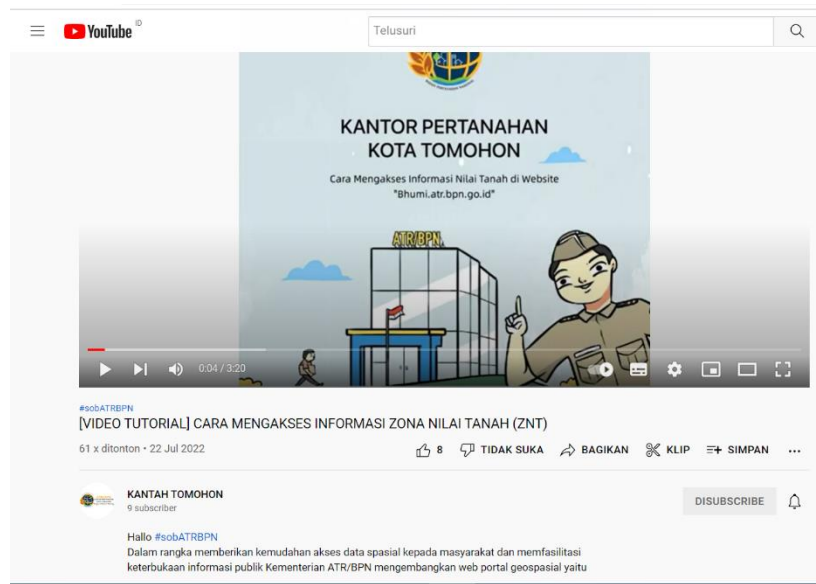 YouTube ID
Telusuri
KANTOR PERTANAHAN
KOTA TOMOHON
Cara Mengakses Informasi Nilai Tanah di Website
"Bhumi.atr.bpn.go.id"
ATR/BPN
0:04 / 3:20
#sobATRBPN
[VIDEO TUTORIAL] CARA MENGAKSES INFORMASI ZONA NILAI TANAH (ZNT)
61 x ditonton • 22 Jul 2022
8 TIDAK SUKA BAGIKAN KLIP SIMPAN
KANTAH TOMOHON
9 subscriber
DISUBSCRIBE
Hallo #sobATRBPN
Dalam rangka memberikan kemudahan akses data spasial kepada masyarakat dan memfasilitasi
keterbukaan informasi publik Kementerian ATR/BPN mengembangkan web portal geospasial yaitu